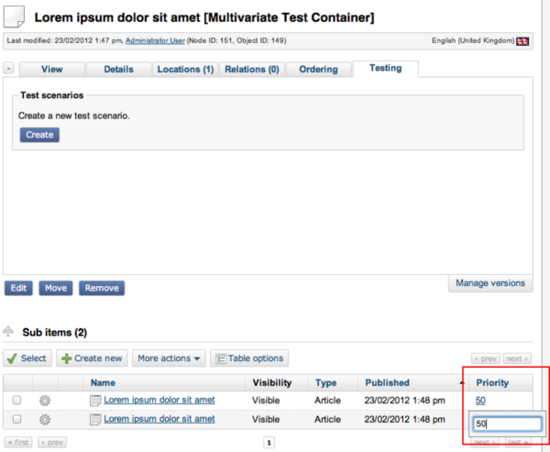 Lorem ipsum dolor sit amet [Multivariate Test Container]
Last modified: 23/02/2012 1:47 pm, Administrator User (Node ID: 151, Object ID: 149) English (United Kingdom)
- View Details Locations (1) Relations (0) Ordering Testing
Test scenarios
Create a new test scenario.
Create
Edit Move Remove Manage versions
Sub items (2)
Select Create new More actions Table options ‹ prev next ›
Name Visibility Type Published Priority
Lorem ipsum dolor sit amet Visible Article 23/02/2012 1:48 pm 50
Lorem ipsum dolor sit amet Visible Article 23/02/2012 1:48 pm 50
« first ‹ prev 1 next › last »